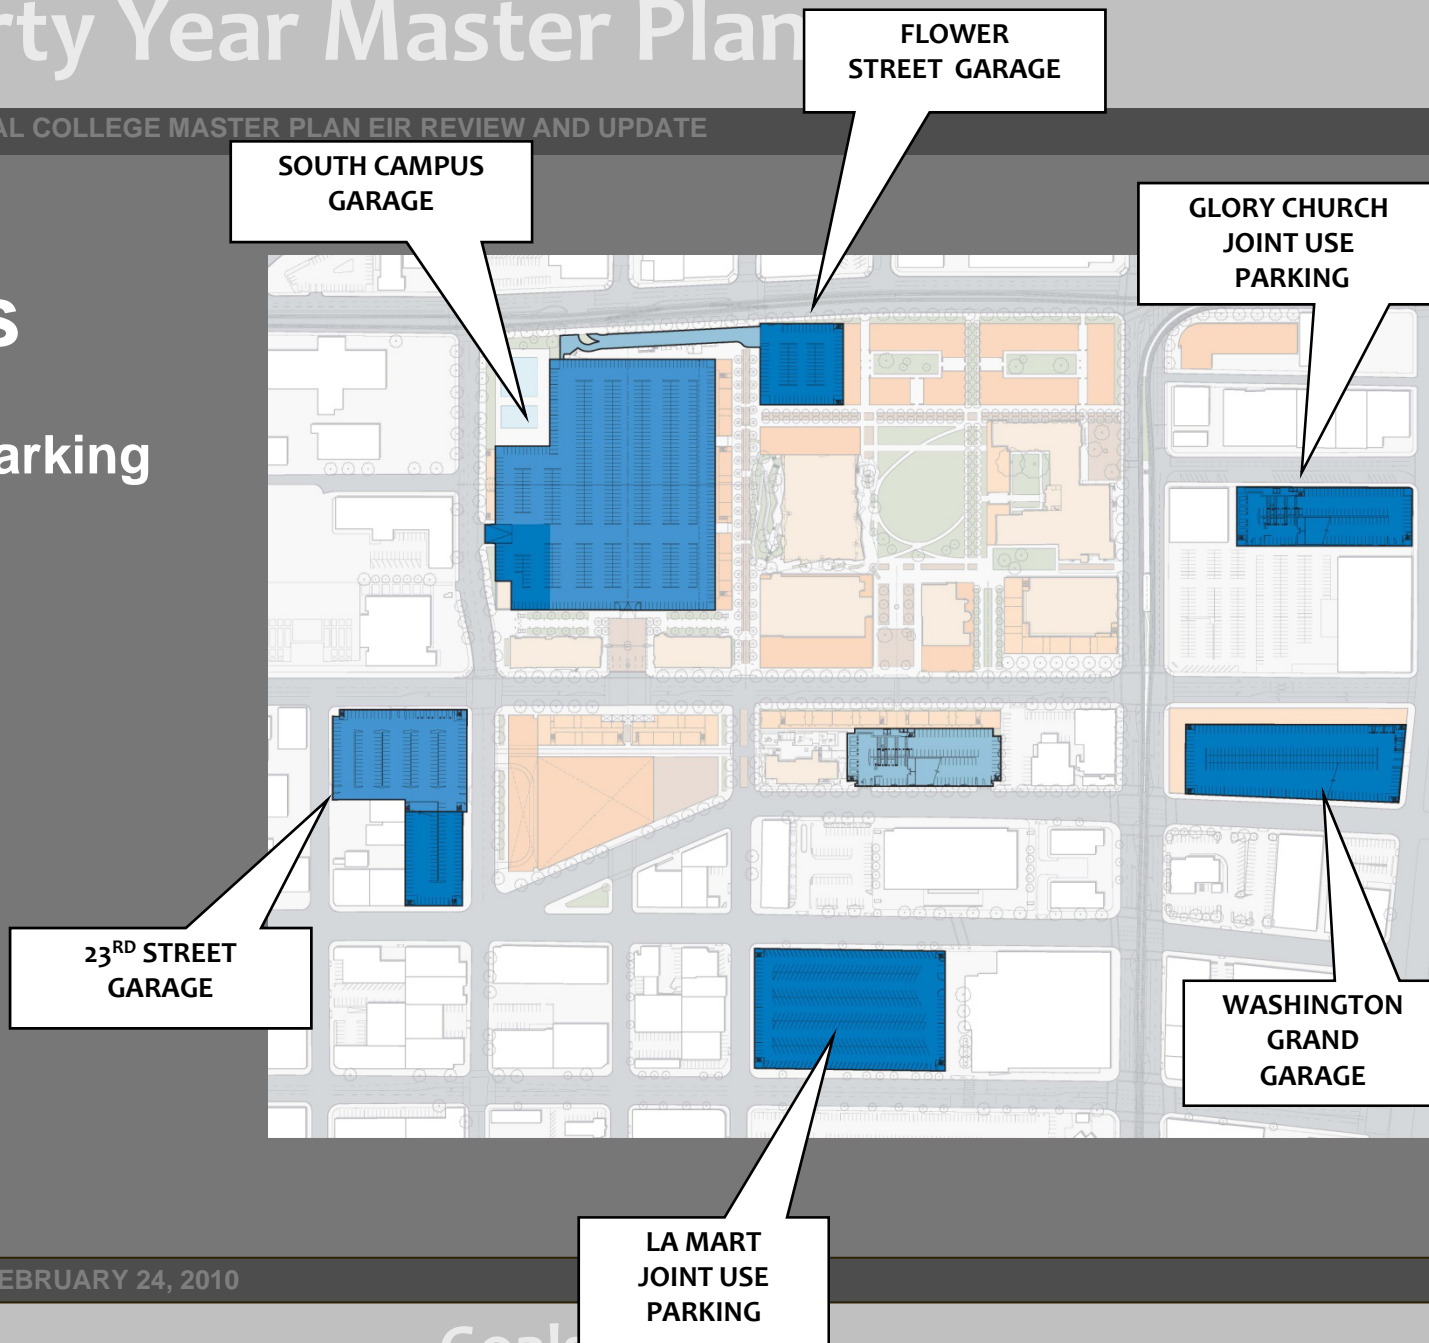 rty Year Master Plan
FLOWER
STREET GARAGE
AL COLLEGE MASTER PLAN EIR REVIEW AND UPDATE
SOUTH CAMPUS
GARAGE
GLORY CHURCH
JOINT USE
PARKING
s
arking
23RD STREET
GARAGE
WASHINGTON
GRAND
GARAGE
LA MART
JOINT USE
PARKING
EBRUARY 24, 2010
Goals